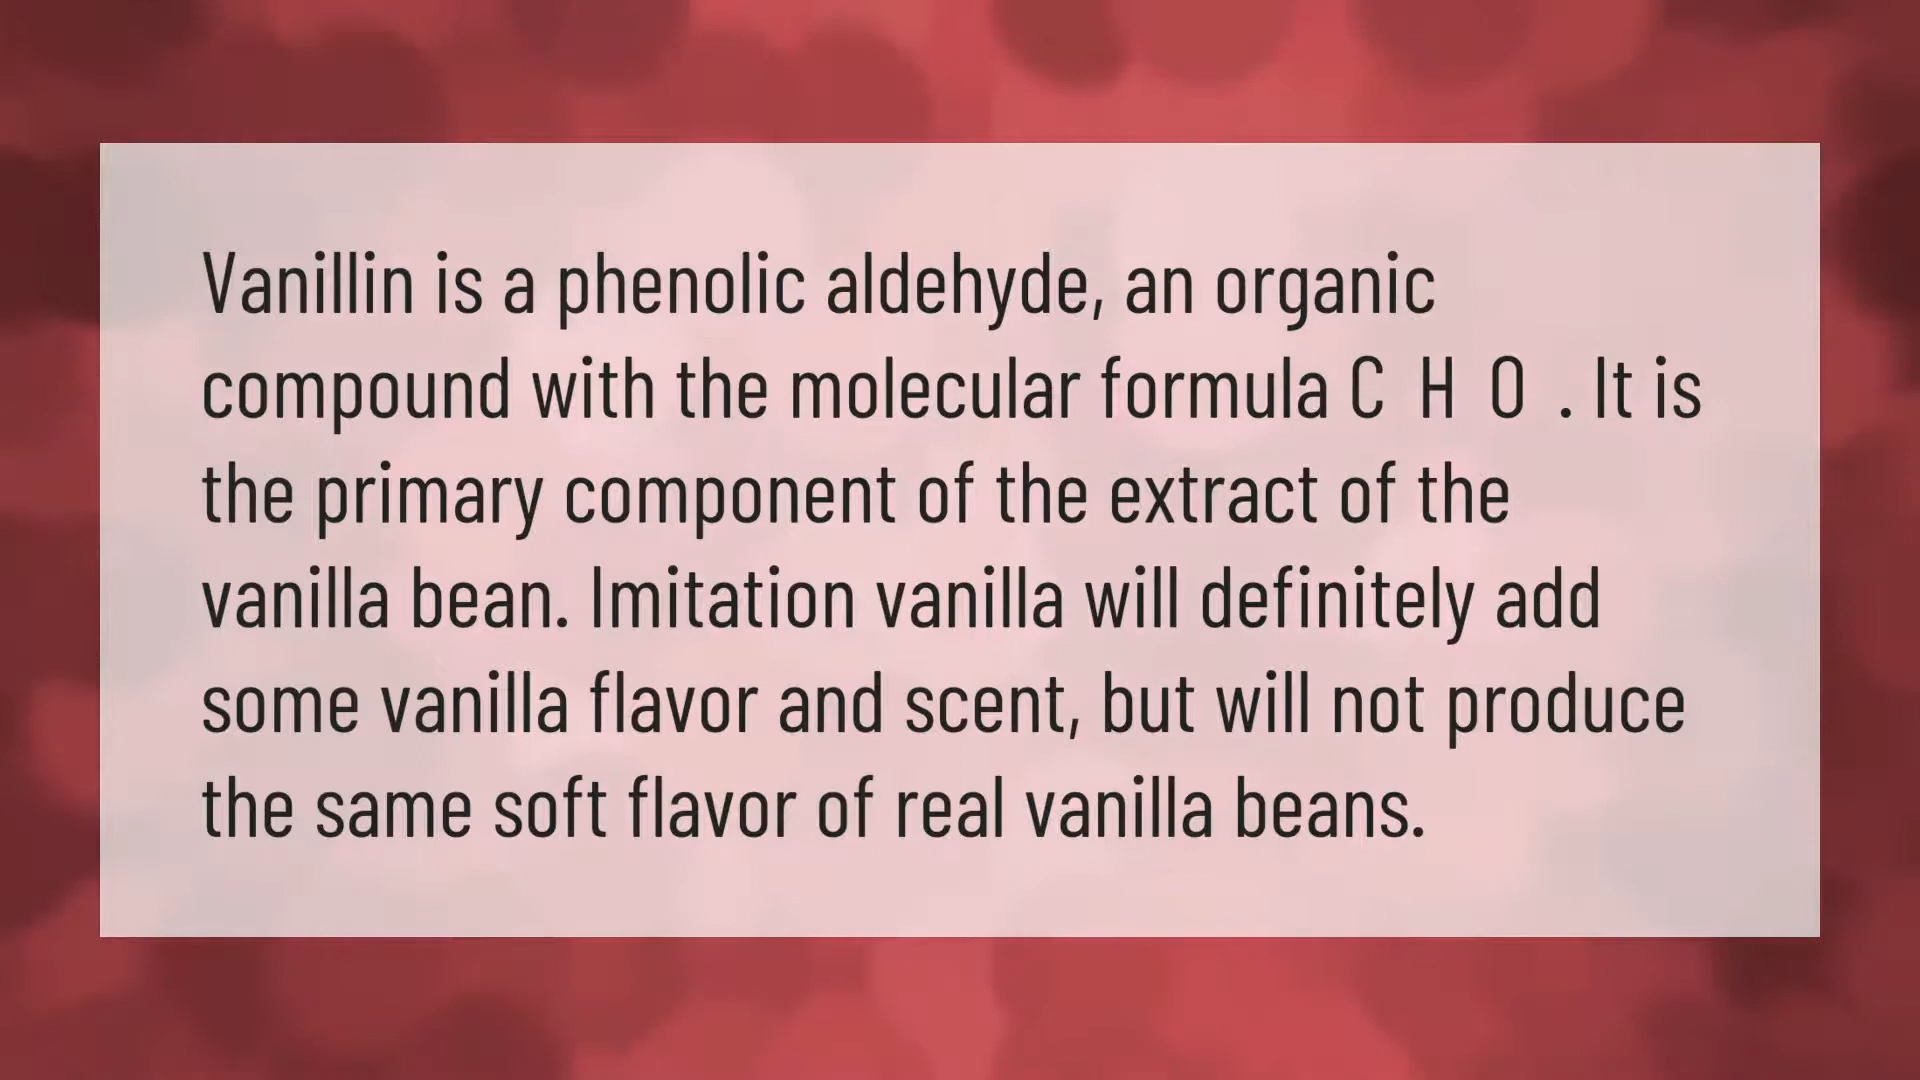 Vanillin is a phenolic aldehyde, an organic
compound with the molecular formula C H O . It is
the primary component of the extract of the
vanilla bean. Imitation vanilla will definitely add
some vanilla flavor and scent, but will not produce
the same soft flavor of real vanilla beans.